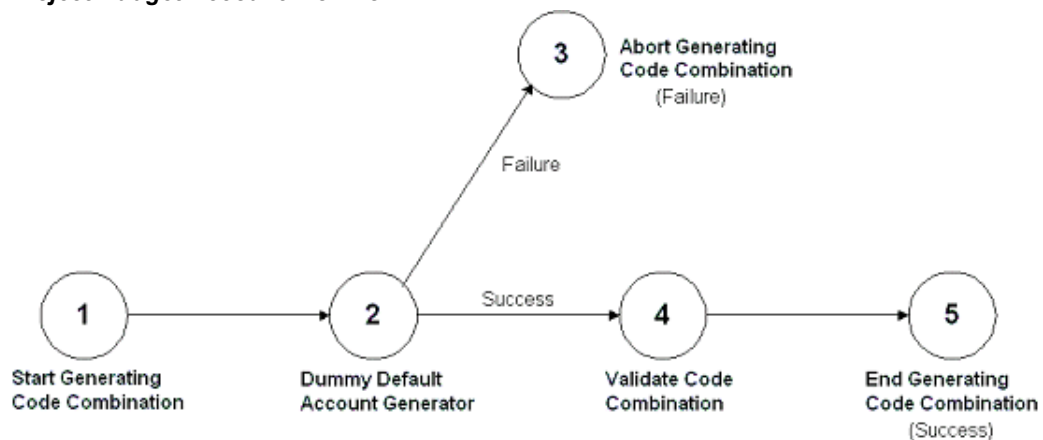 3
Abort Generating
Code Combination
(Failure)
Failure
Success
1
2
4
5
Start Generating
Code Combination
Dummy Default
Account Generator
Validate Code
Combination
End Generating
Code Combination
(Success)